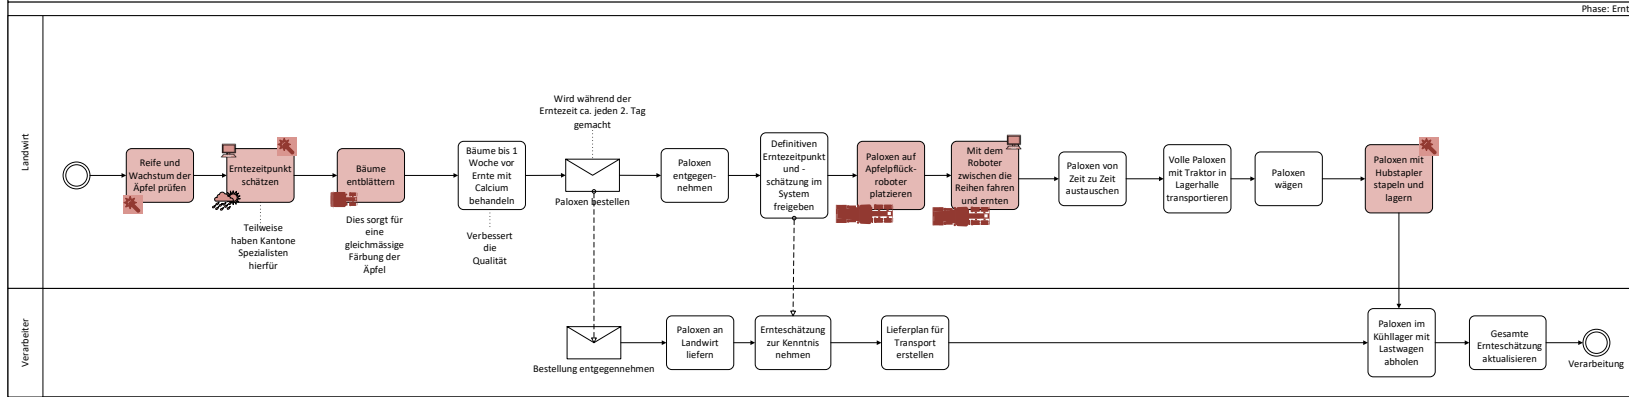 Phase: Ernt
Landwirt
Reife und
Wachstum der
Äpfel prüfen
Erntezeitpunkt
schätzen
Teilweise
haben Kantone
Spezialisten
hierfür
Bäume
entblättern
Dies sorgt für
eine
gleichmässige
Färbung der
Äpfel
Bäume bis 1
Woche vor
Ernte mit
Calcium
behandeln
Verbessert
die
Qualität
Wird während der
Erntezeit ca. jeden 2. Tag
gemacht
Paloxen bestellen
Paloxen
entgegen-
nehmen
Definitiven
Erntezeitpunkt
und -
schätzung im
System
freigeben
Paloxen auf
Apfelpflück-
roboter
platzieren
Mit dem
Roboter
zwischen die
Reihen fahren
und ernten
Paloxen von
Zeit zu Zeit
austauschen
Volle Paloxen
mit Traktor in
Lagerhalle
transportieren
Paloxen
wägen
Paloxen mit
Hubstapler
stapeln und
lagern
Verarbeiter
Bestellung entgegennehmen
Paloxen an
Landwirt
liefern
Ernteschätzung
zur Kenntnis
nehmen
Lieferplan für
Transport
erstellen
Paloxen im
Kühllager mit
Lastwagen
abholen
Gesamte
Ernteschätzung
aktualisieren
Verarbeitung